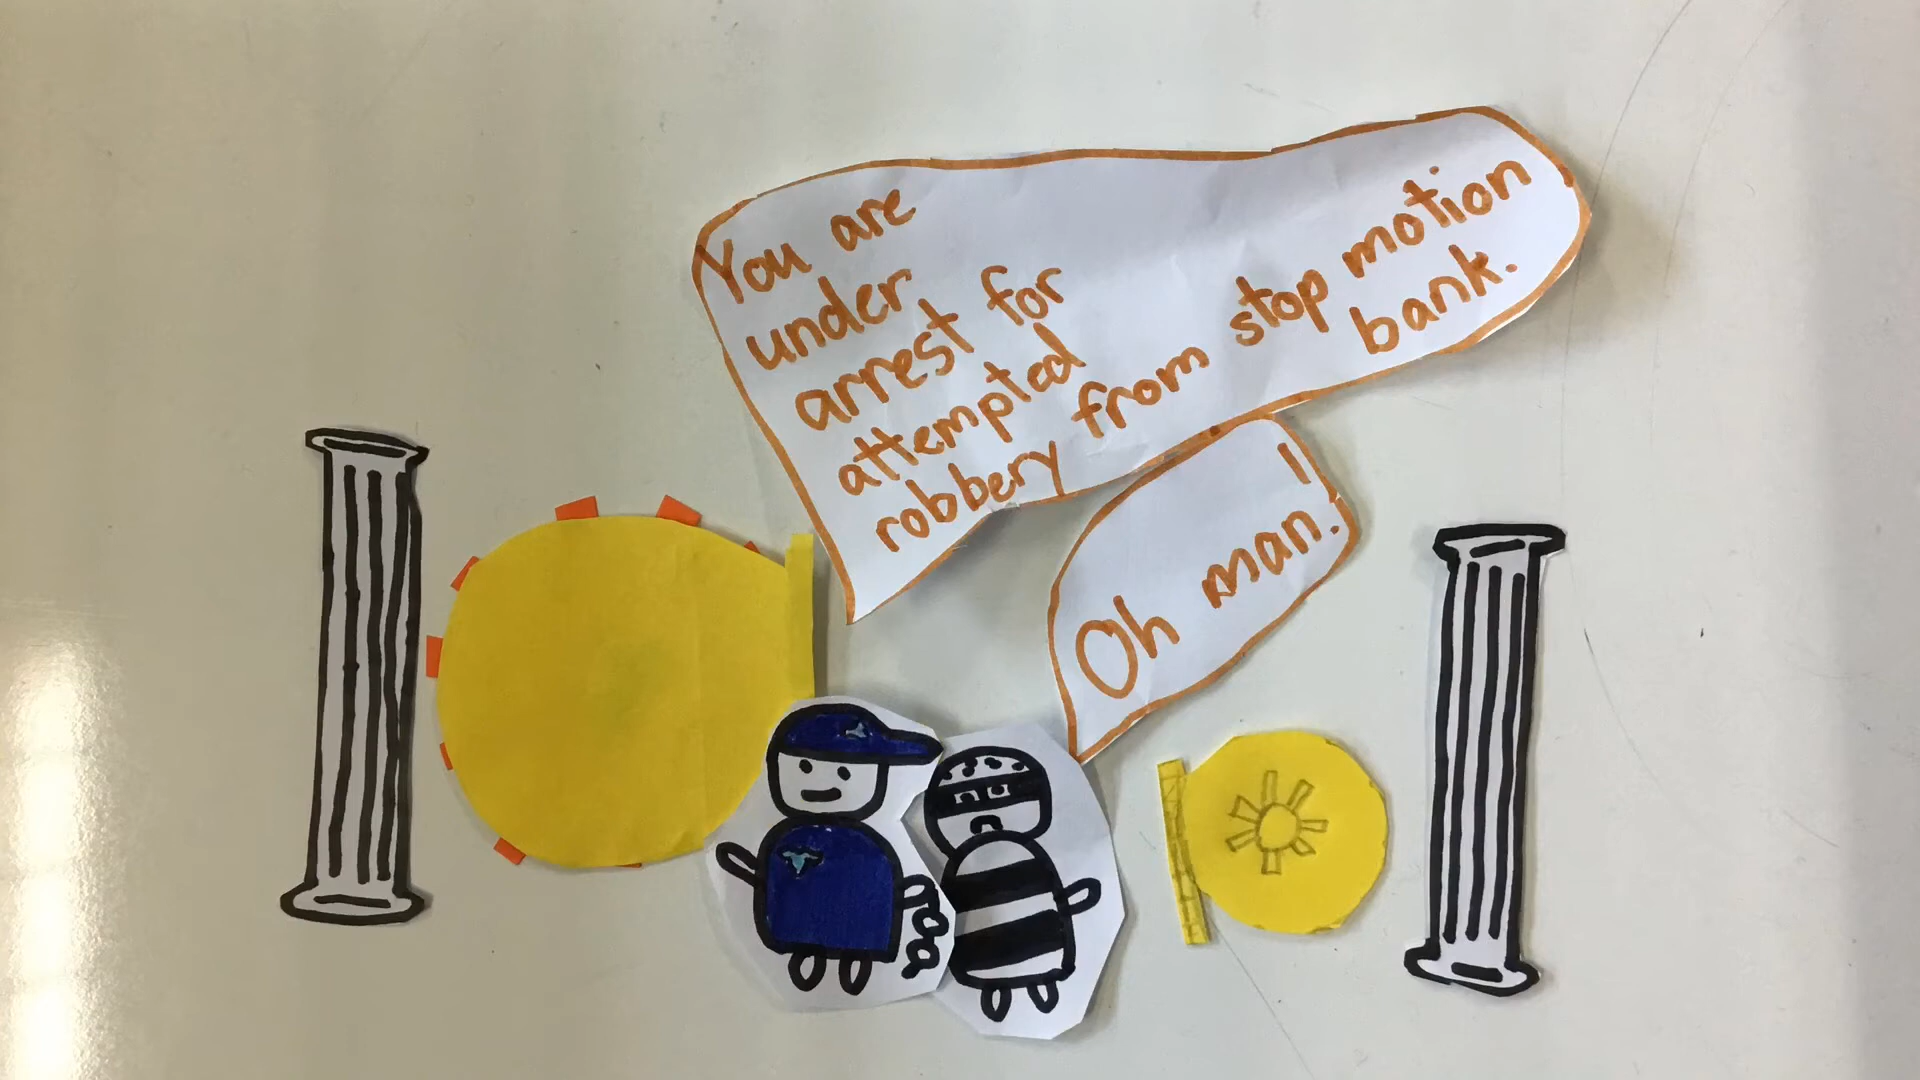 You are
under
arrest for
attempted
robbery from stop motion
bank.
Oh man!